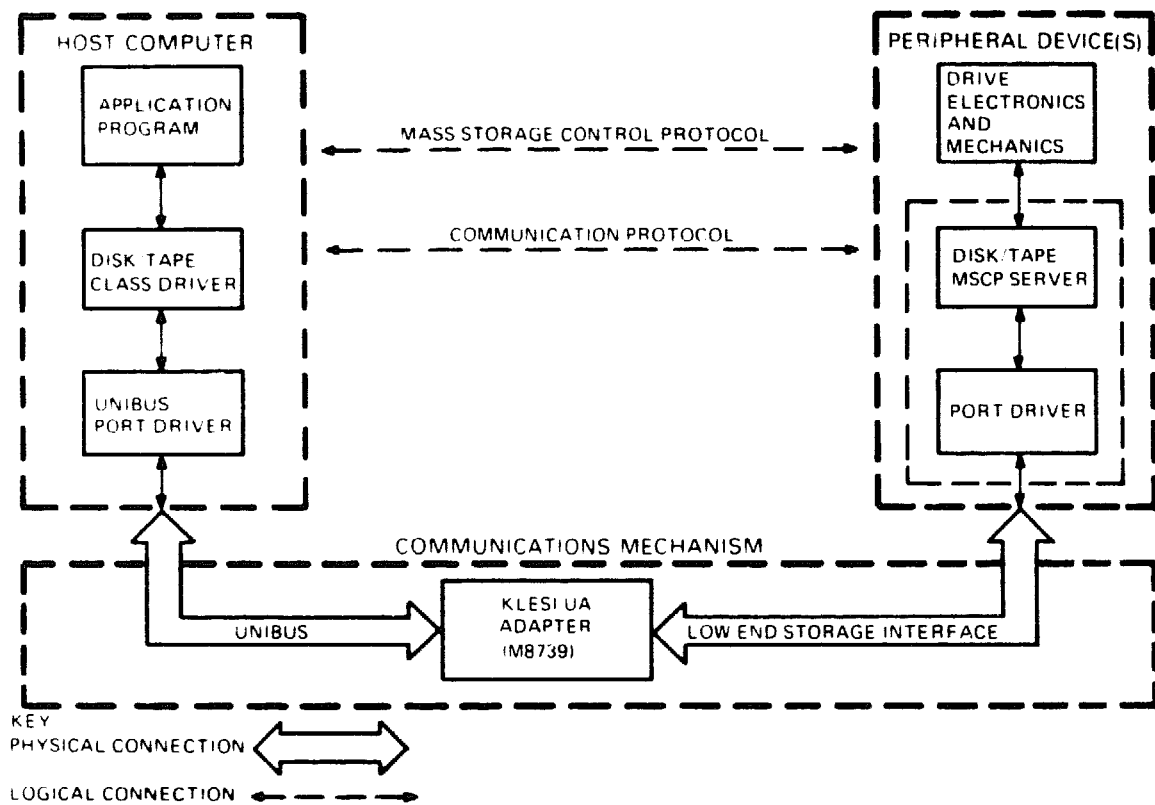 HOST COMPUTER
APPLICATION
PROGRAM
DISK/TAPE
CLASS DRIVER
UNIBUS
PORT DRIVER
MASS STORAGE CONTROL PROTOCOL
COMMUNICATION PROTOCOL
PERIPHERAL DEVICE(S)
DRIVE
ELECTRONICS
AND
MECHANICS
DISK/TAPE
MSCP SERVER
PORT DRIVER
COMMUNICATIONS MECHANISM
UNIBUS
KLESI UA
ADAPTER
(M8739)
LOW END STORAGE INTERFACE
KEY
PHYSICAL CONNECTION
LOGICAL CONNECTION